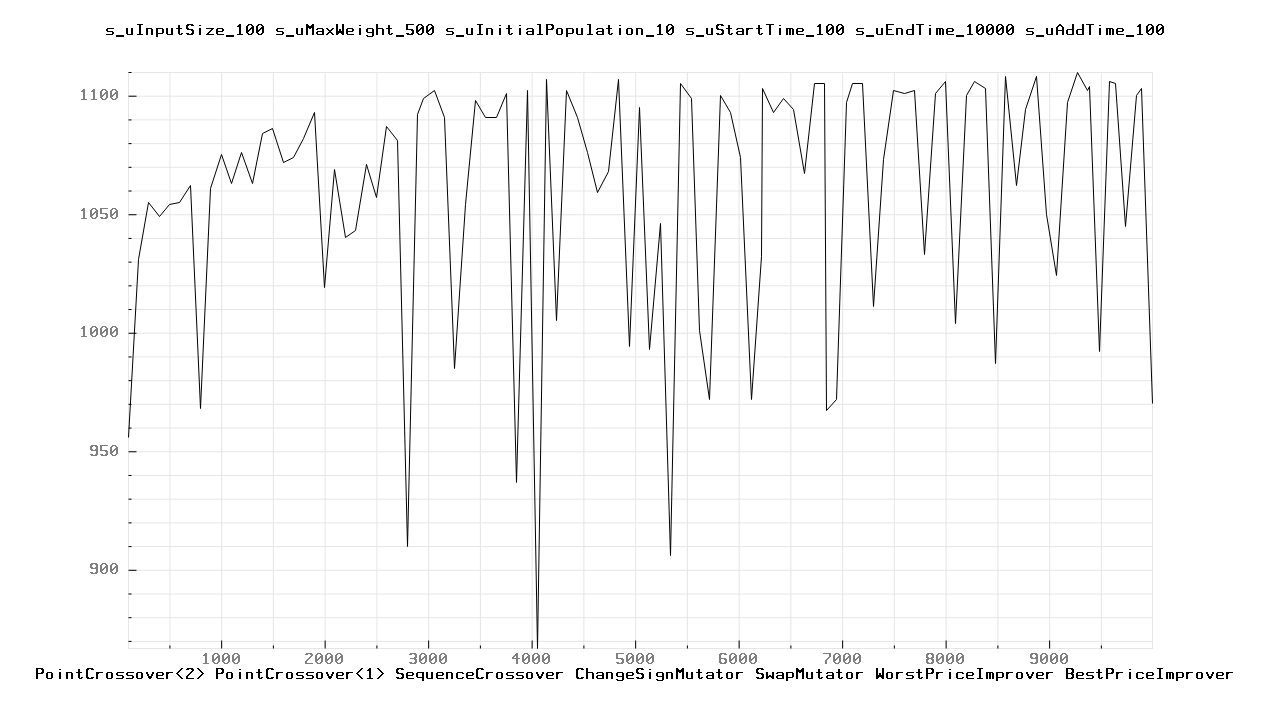 s_uInputSize_100 s_uMaxWeight_500 s_uInitialPopulation_10 s_uStartTime_100 s_uEndTime_10000 s_uAddTime_100
1100
1050
1000
950
900
1000 2000 3000 4000 5000 6000 7000 8000 9000
PointCrossover<2> PointCrossover<1> SequenceCrossover ChangeSignMutator SwapMutator WorstPriceImprover BestPriceImprover